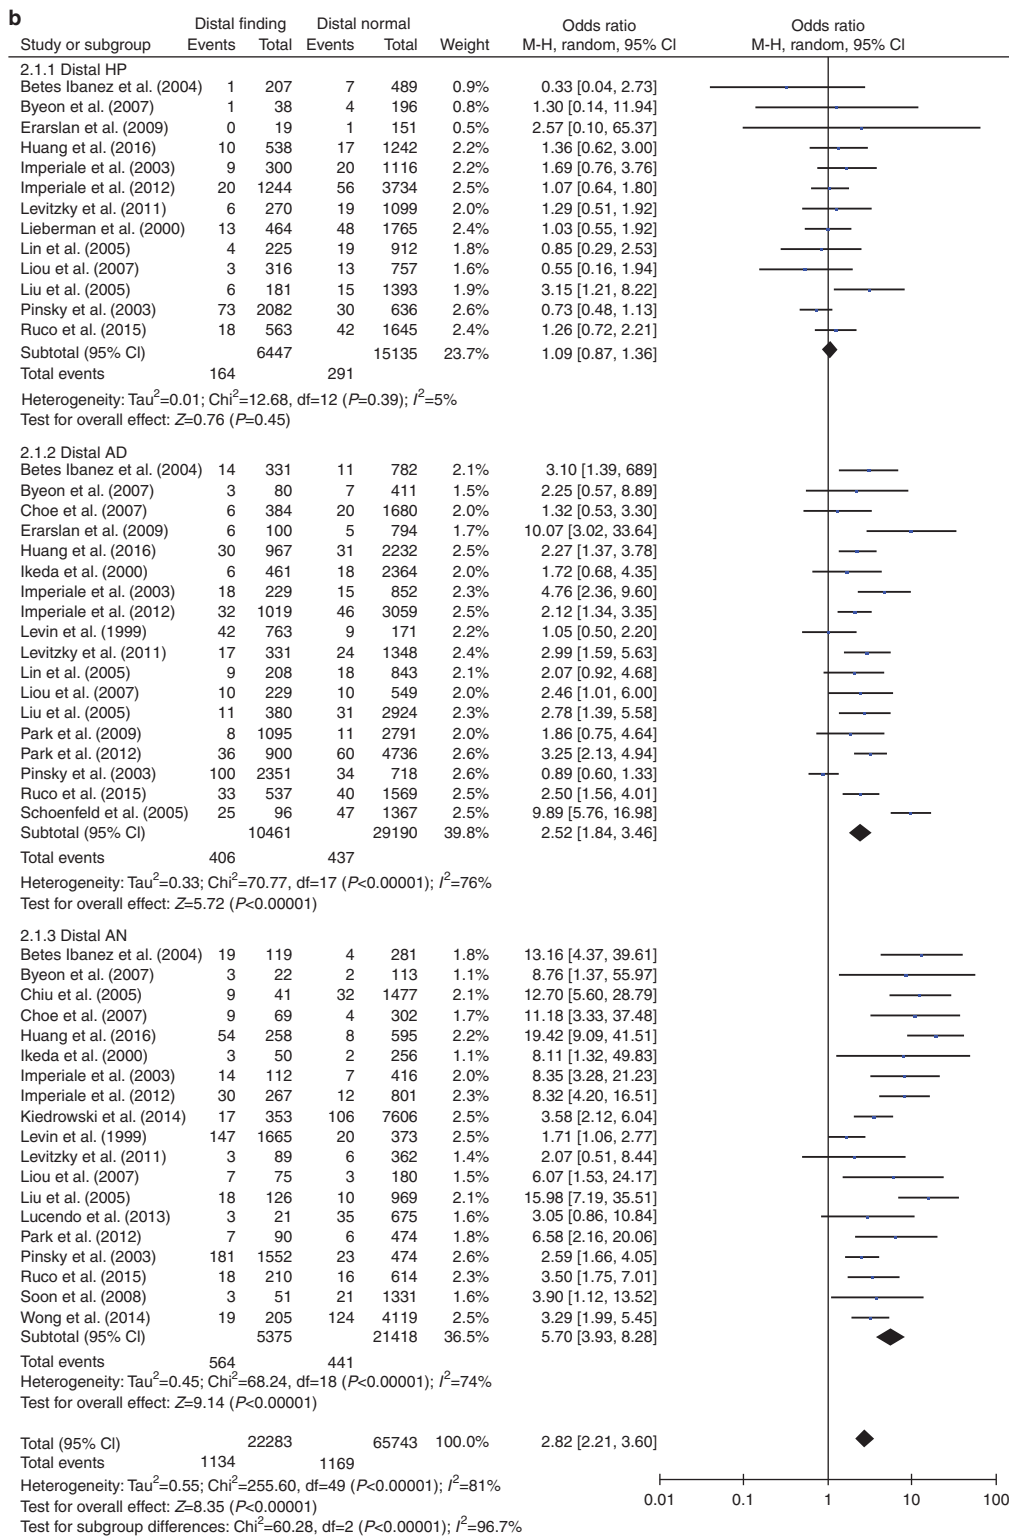 b
Distal finding Distal normal Odds ratio Odds ratio
Study or subgroup Events Total Events Total Weight M-H, random, 95% CI M-H, random, 95% CI
2.1.1 Distal HP
Betes Ibanez et al. (2004) 1 207 7 489 0.9% 0.33 [0.04, 2.73]
Byeon et al. (2007) 1 38 4 196 0.8% 1.30 [0.14, 11.94]
Erarslan et al. (2009) 0 19 1 151 0.5% 2.57 [0.10, 65.37]
Huang et al. (2016) 10 538 17 1242 2.2% 1.36 [0.62, 3.00]
Imperiale et al. (2003) 9 300 20 1116 2.2% 1.69 [0.76, 3.76]
Imperiale et al. (2012) 20 1244 56 3734 2.5% 1.07 [0.64, 1.80]
Levitzky et al. (2011) 6 270 19 1099 2.0% 1.29 [0.51, 1.92]
Lieberman et al. (2000) 13 464 48 1765 2.4% 1.03 [0.55, 1.92]
Lin et al. (2005) 4 225 19 912 1.8% 0.85 [0.29, 2.53]
Liou et al. (2007) 3 316 13 757 1.6% 0.55 [0.16, 1.94]
Liu et al. (2005) 6 181 15 1393 1.9% 3.15 [1.21, 8.22]
Pinsky et al. (2003) 73 2082 30 636 2.6% 0.73 [0.48, 1.13]
Ruco et al. (2015) 18 563 42 1645 2.4% 1.26 [0.72, 2.21]
Subtotal (95% CI) 6447 15135 23.7% 1.09 [0.87, 1.36]
Total events 164 291
Heterogeneity: Tau²=0.01; Chi²=12.68, df=12 (P=0.39); I²=5%
Test for overall effect: Z=0.76 (P=0.45)
2.1.2 Distal AD
Betes Ibanez et al. (2004) 14 331 11 782 2.1% 3.10 [1.39, 689]
Byeon et al. (2007) 3 80 7 411 1.5% 2.25 [0.57, 8.89]
Choe et al. (2007) 6 384 20 1680 2.0% 1.32 [0.53, 3.30]
Erarslan et al. (2009) 6 100 5 794 1.7% 10.07 [3.02, 33.64]
Huang et al. (2016) 30 967 31 2232 2.5% 2.27 [1.37, 3.78]
Ikeda et al. (2000) 6 461 18 2364 2.0% 1.72 [0.68, 4.35]
Imperiale et al. (2003) 18 229 15 852 2.3% 4.76 [2.36, 9.60]
Imperiale et al. (2012) 32 1019 46 3059 2.5% 2.12 [1.34, 3.35]
Levin et al. (1999) 42 763 9 171 2.2% 1.05 [0.50, 2.20]
Levitzky et al. (2011) 17 331 24 1348 2.4% 2.99 [1.59, 5.63]
Lin et al. (2005) 9 208 18 843 2.1% 2.07 [0.92, 4.68]
Liou et al. (2007) 10 229 10 549 2.0% 2.46 [1.01, 6.00]
Liu et al. (2005) 11 380 31 2924 2.3% 2.78 [1.39, 5.58]
Park et al. (2009) 8 1095 11 2791 2.0% 1.86 [0.75, 4.64]
Park et al. (2012) 36 900 60 4736 2.6% 3.25 [2.13, 4.94]
Pinsky et al. (2003) 100 2351 34 718 2.6% 0.89 [0.60, 1.33]
Ruco et al. (2015) 33 537 40 1569 2.5% 2.50 [1.56, 4.01]
Schoenfeld et al. (2005) 25 96 47 1367 2.5% 9.89 [5.76, 16.98]
Subtotal (95% CI) 10461 29190 39.8% 2.52 [1.84, 3.46]
Total events 406 437
Heterogeneity: Tau²=0.33; Chi²=70.77, df=17 (P<0.00001); I²=76%
Test for overall effect: Z=5.72 (P<0.00001)
2.1.3 Distal AN
Betes Ibanez et al. (2004) 19 119 4 281 1.8% 13.16 [4.37, 39.61]
Byeon et al. (2007) 3 22 2 113 1.1% 8.76 [1.37, 55.97]
Chiu et al. (2005) 9 41 32 1477 2.1% 12.70 [5.60, 28.79]
Choe et al. (2007) 9 69 4 302 1.7% 11.18 [3.33, 37.48]
Huang et al. (2016) 54 258 8 595 2.2% 19.42 [9.09, 41.51]
Ikeda et al. (2000) 3 50 2 256 1.1% 8.11 [1.32, 49.83]
Imperiale et al. (2003) 14 112 7 416 2.0% 8.35 [3.28, 21.23]
Imperiale et al. (2012) 30 267 12 801 2.3% 8.32 [4.20, 16.51]
Kiedrowski et al. (2014) 17 353 106 7606 2.5% 3.58 [2.12, 6.04]
Levin et al. (1999) 147 1665 20 373 2.5% 1.71 [1.06, 2.77]
Levitzky et al. (2011) 3 89 6 362 1.4% 2.07 [0.51, 8.44]
Liou et al. (2007) 7 75 3 180 1.5% 6.07 [1.53, 24.17]
Liu et al. (2005) 18 126 10 969 2.1% 15.98 [7.19, 35.51]
Lucendo et al. (2013) 3 21 35 675 1.6% 3.05 [0.86, 10.84]
Park et al. (2012) 7 90 6 474 1.8% 6.58 [2.16, 20.06]
Pinsky et al. (2003) 181 1552 23 474 2.6% 2.59 [1.66, 4.05]
Ruco et al. (2015) 18 210 16 614 2.3% 3.50 [1.75, 7.01]
Soon et al. (2008) 3 51 21 1331 1.6% 3.90 [1.12, 13.52]
Wong et al. (2014) 19 205 124 4119 2.5% 3.29 [1.99, 5.45]
Subtotal (95% CI) 5375 21418 36.5% 5.70 [3.93, 8.28]
Total events 564 441
Heterogeneity: Tau²=0.45; Chi²=68.24, df=18 (P<0.00001); I²=74%
Test for overall effect: Z=9.14 (P<0.00001)
Total (95% CI) 22283 65743 100.0% 2.82 [2.21, 3.60]
Total events 1134 1169
Heterogeneity: Tau²=0.55; Chi²=255.60, df=49 (P<0.00001); I²=81%
Test for overall effect: Z=8.35 (P<0.00001)
Test for subgroup differences: Chi²=60.28, df=2 (P<0.00001); I²=96.7%
0.01 0.1 1 10 100